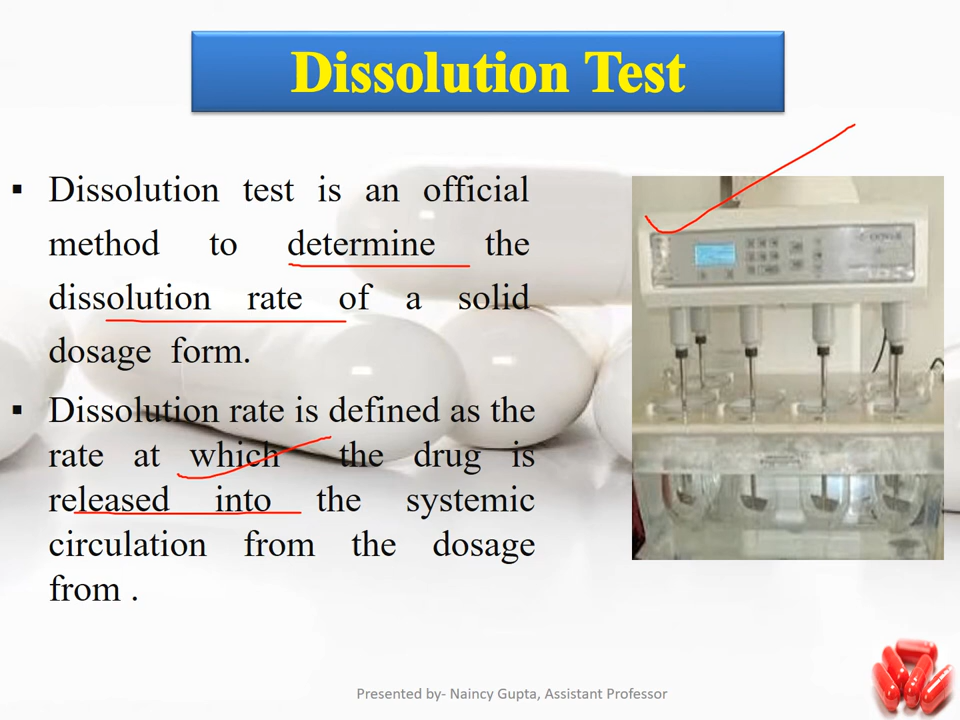 Dissolution Test
▪ Dissolution test is an official
method to determine the
dissolution rate of a solid
dosage form.
▪ Dissolution rate is defined as the
rate at which the drug is
released into the systemic
circulation from the dosage
from .
Presented by- Naincy Gupta, Assistant Professor